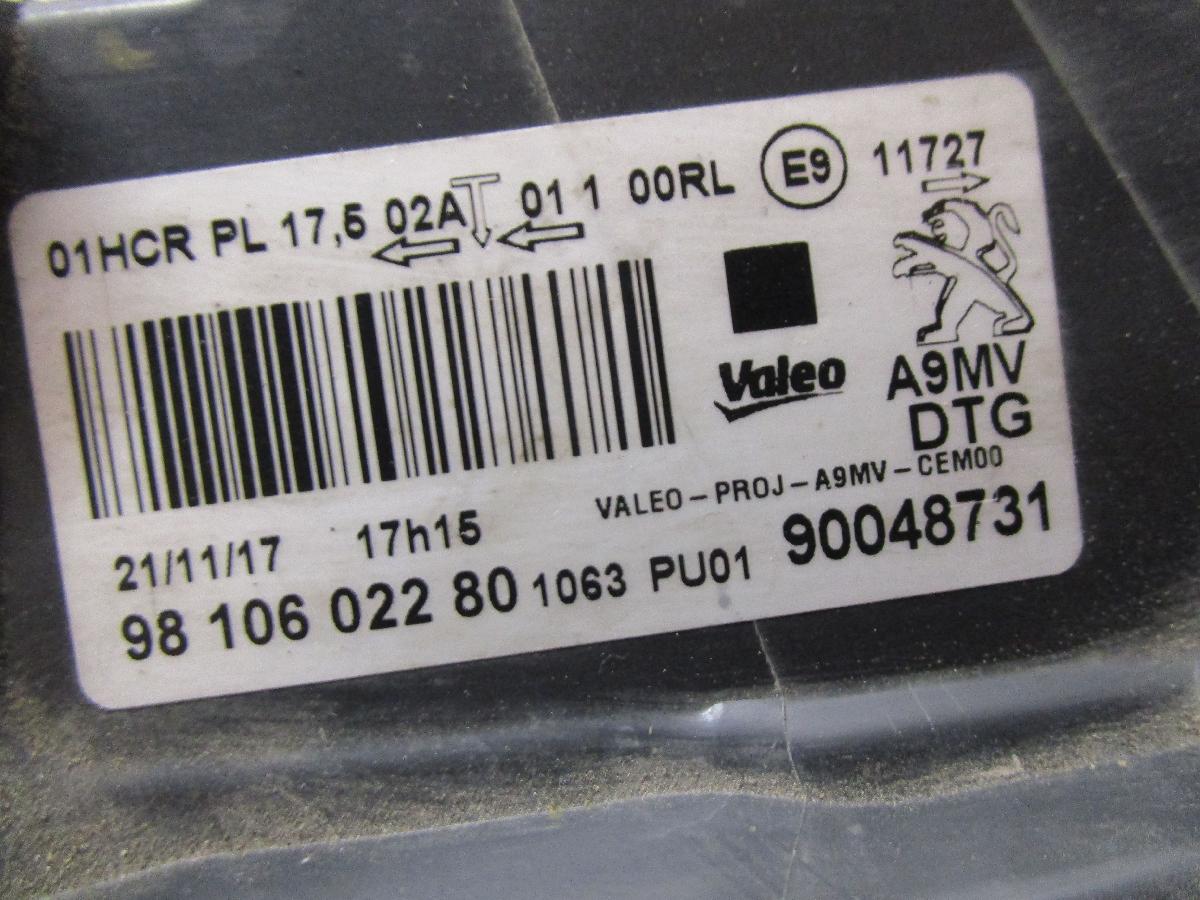 01HCR PL 17,5 02A 01 1 00RL E9 11727
Valeo
A9MV
DTG
VALEO-PROJ-A9MV-CEM00
21/11/17 17h15
98 106 022 80 1063 PU01 90048731